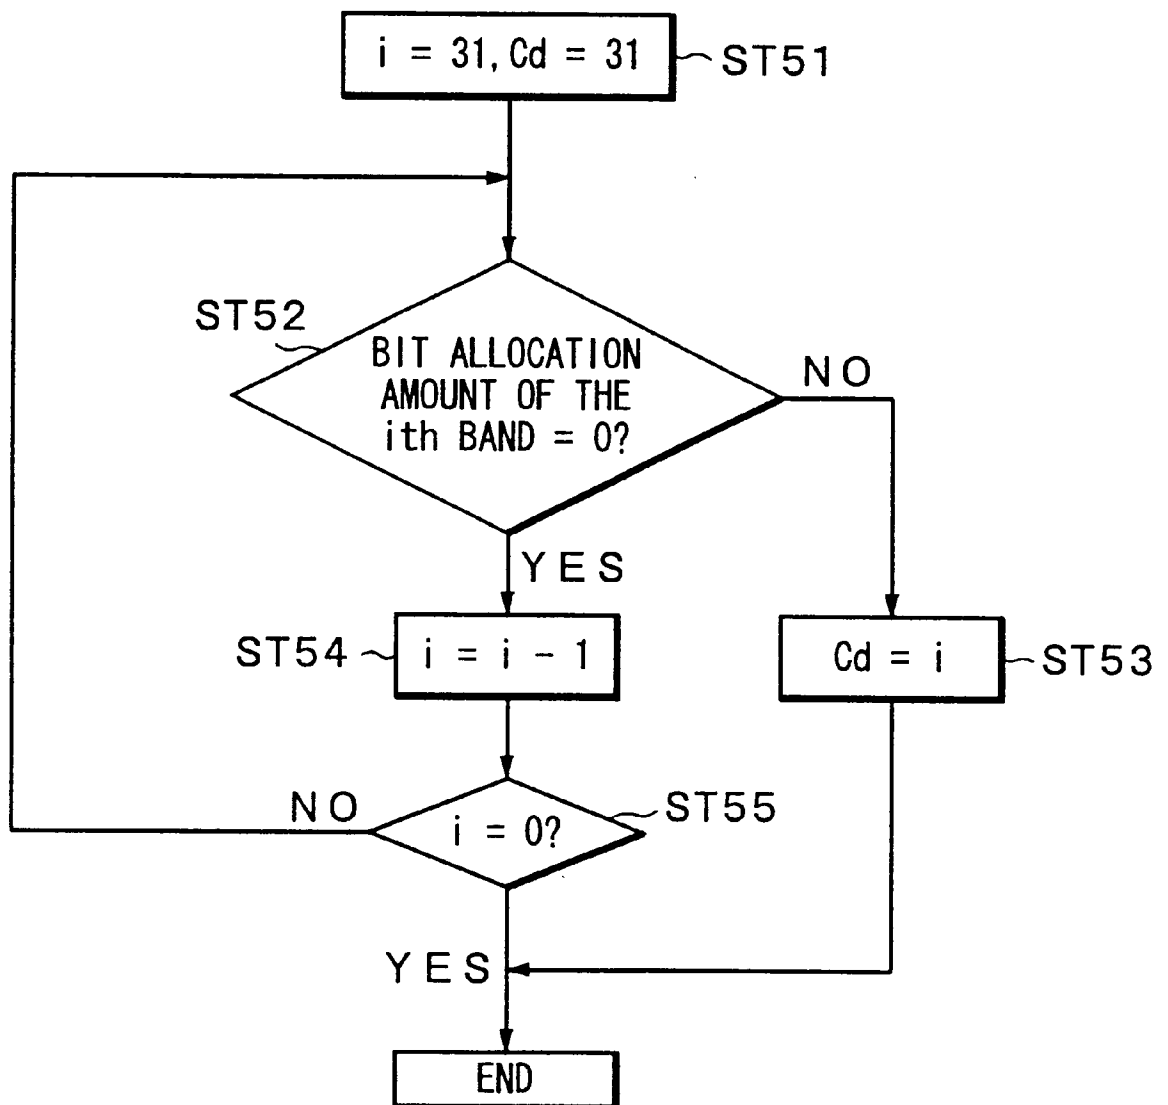 i = 31, Cd = 31
ST51
ST52
BIT ALLOCATION
AMOUNT OF THE
ith BAND = 0?
NO
YES
ST54
i = i - 1
Cd = i
ST53
NO
i = 0?
ST55
YES
END